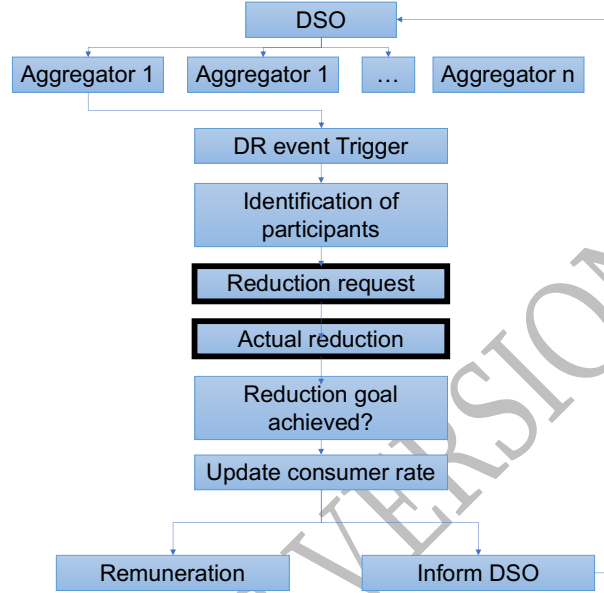 DSO
Aggregator 1 Aggregator 1 … Aggregator n
DR event Trigger
Identification of
participants
Reduction request
Actual reduction
Reduction goal
achieved?
Update consumer rate
Remuneration Inform DSO
VERSION